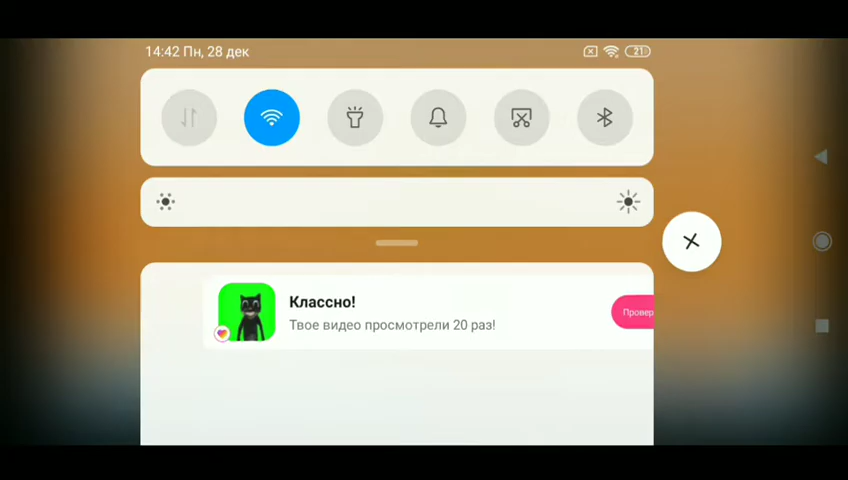 14:42 Пн, 28 дек
21
Классно!
Твое видео просмотрели 20 раз!
Провер